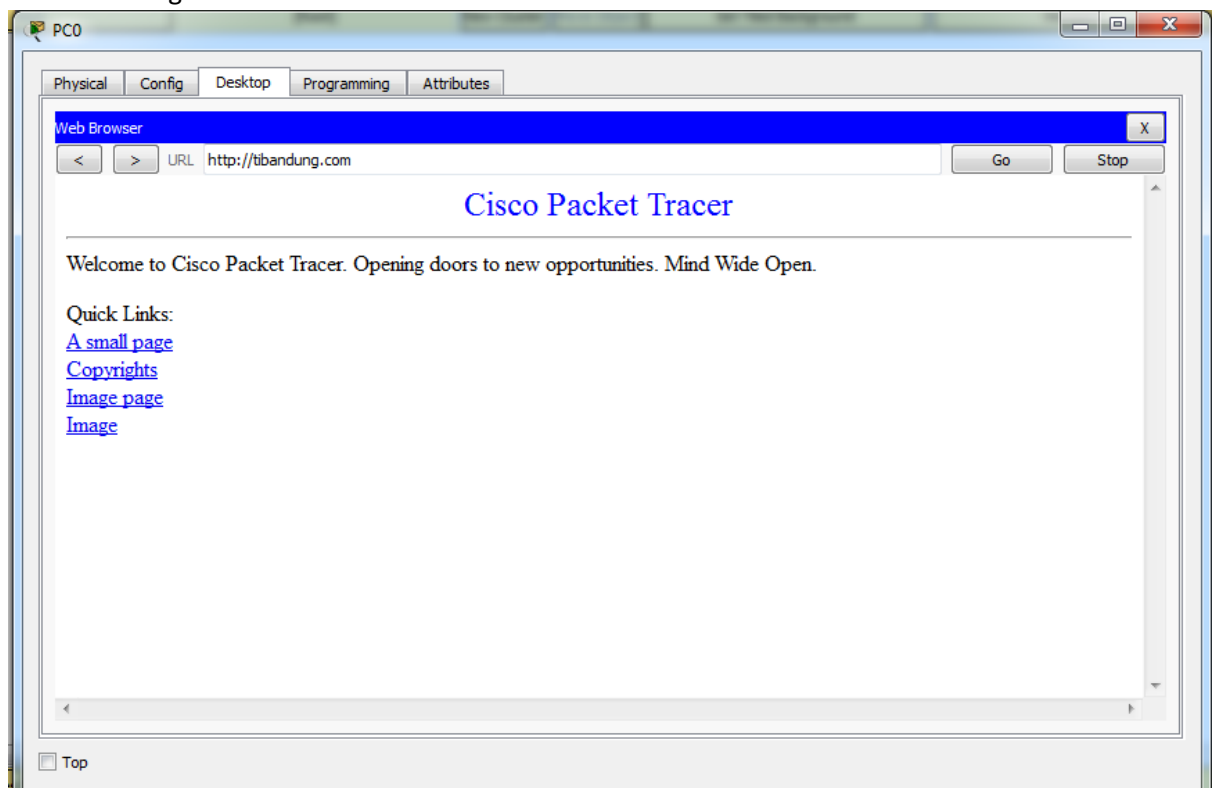 PC0
Physical Config Desktop Programming Attributes
Web Browser X
< > URL http://tibandung.com Go Stop
Cisco Packet Tracer
Welcome to Cisco Packet Tracer. Opening doors to new opportunities. Mind Wide Open.
Quick Links:
A small page
Copyrights
Image page
Image
Top